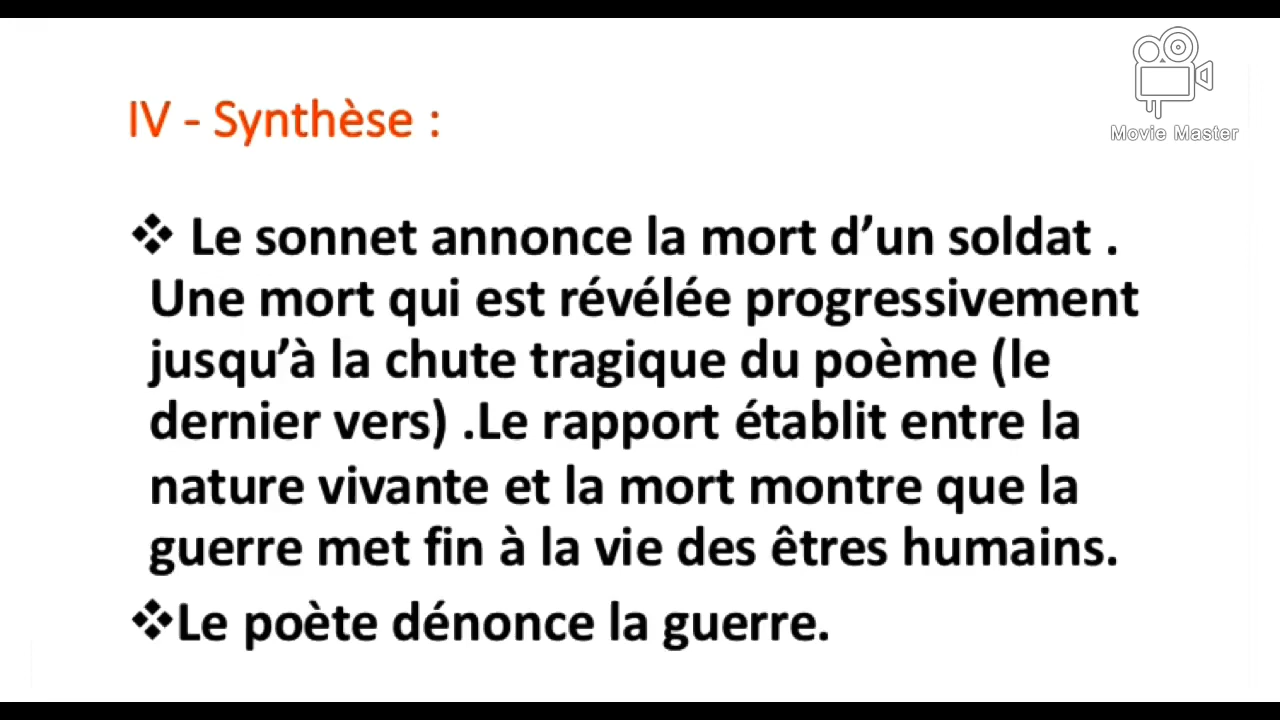 Movie Master
IV - Synthèse :
❖ Le sonnet annonce la mort d’un soldat .
Une mort qui est révélée progressivement
jusqu’à la chute tragique du poème (le
dernier vers) .Le rapport établit entre la
nature vivante et la mort montre que la
guerre met fin à la vie des êtres humains.
❖Le poète dénonce la guerre.